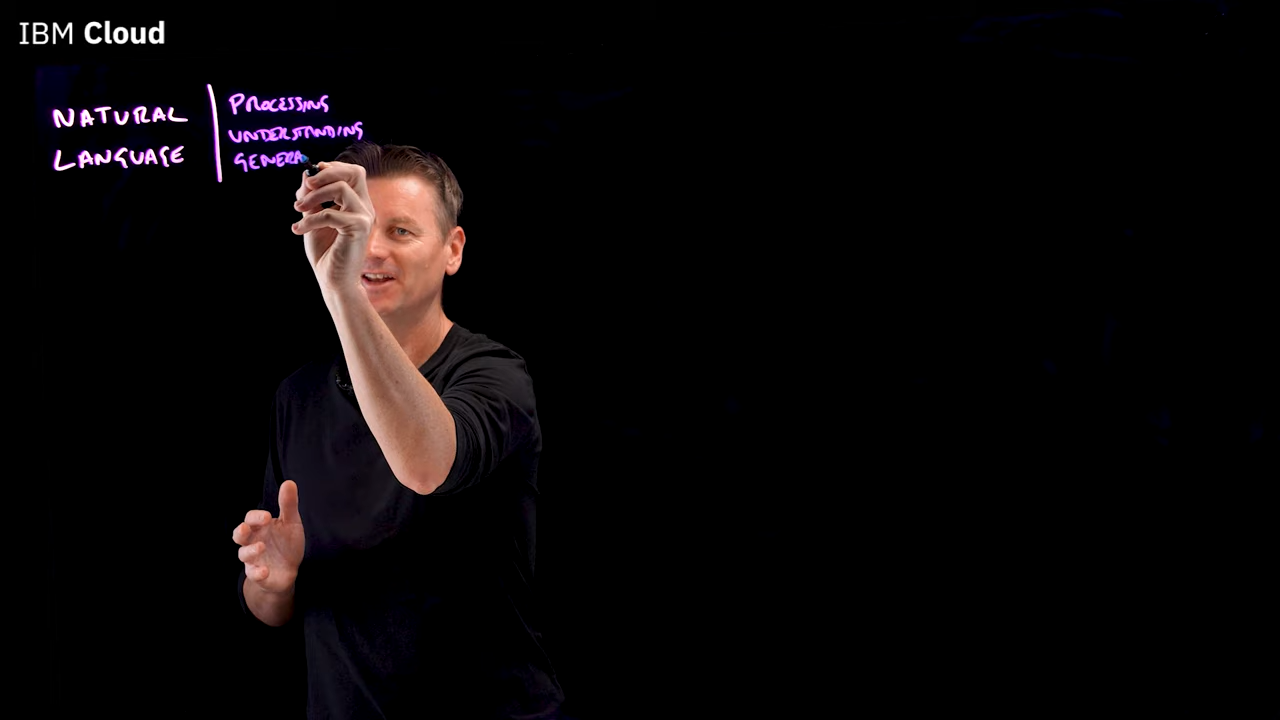 IBM Cloud
NATURAL
LANGUAGE
PROCESSING
UNDERSTANDING
GENERA